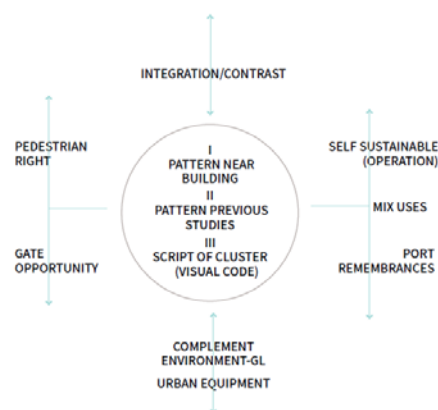 INTEGRATION/CONTRAST
PEDESTRIAN
RIGHT
GATE
OPPORTUNITY
I
PATTERN NEAR
BUILDING
II
PATTERN PREVIOUS
STUDIES
III
SCRIPT OF CLUSTER
(VISUAL CODE)
SELF SUSTAINABLE
(OPERATION)
MIX USES
PORT
REMEMBRANCES
COMPLEMENT
ENVIRONMENT-GL
URBAN EQUIPMENT